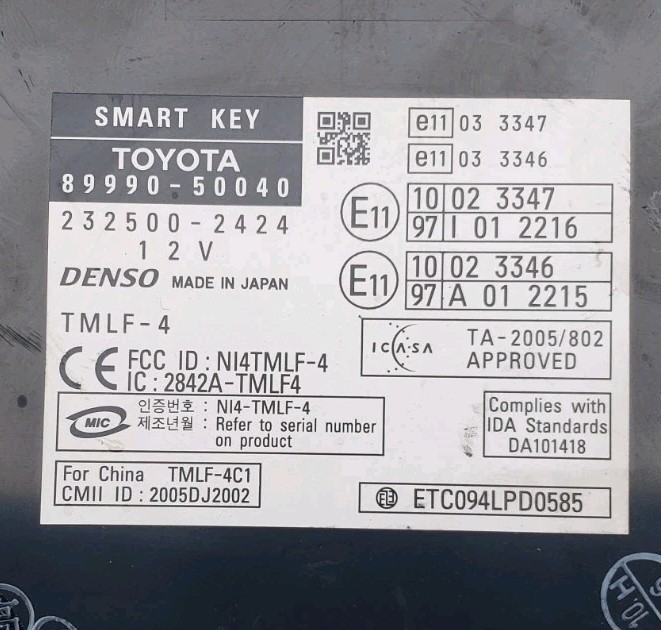 SMART KEY
TOYOTA
89990-50040
232500-2424
12V
DENSO MADE IN JAPAN
TMLF-4
CE FCC ID : NI4TMLF-4
IC : 2842A-TMLF4
MIC 인증번호 : NI4-TMLF-4
제조년월 : Refer to serial number
on product
For China TMLF-4C1
CMII ID : 2005DJ2002
e11 03 3347
e11 03 3346
E11 10 02 3347
97 I 01 2216
E11 10 02 3346
97 A 01 2215
ICASA TA-2005/802
APPROVED
Complies with
IDA Standards
DA101418
ETC094LPD0585